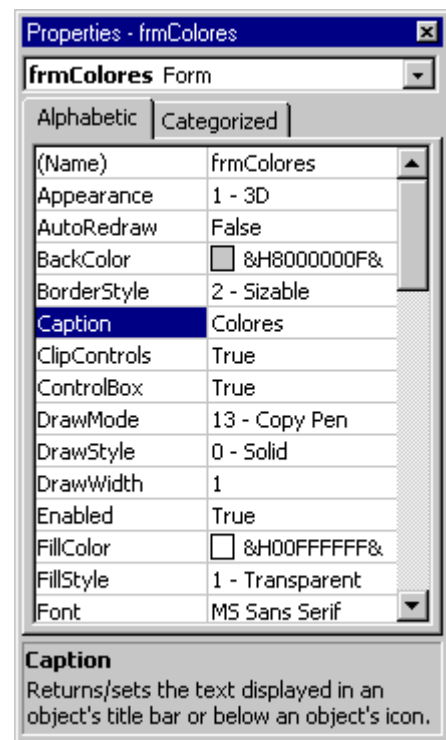 Properties - frmColores
frmColores Form
Alphabetic Categorized
(Name) frmColores
Appearance 1 - 3D
AutoRedraw False
BackColor &H8000000F&
BorderStyle 2 - Sizable
Caption Colores
ClipControls True
ControlBox True
DrawMode 13 - Copy Pen
DrawStyle 0 - Solid
DrawWidth 1
Enabled True
FillColor &H00FFFFFF&
FillStyle 1 - Transparent
Font MS Sans Serif
Caption
Returns/sets the text displayed in an
object's title bar or below an object's icon.